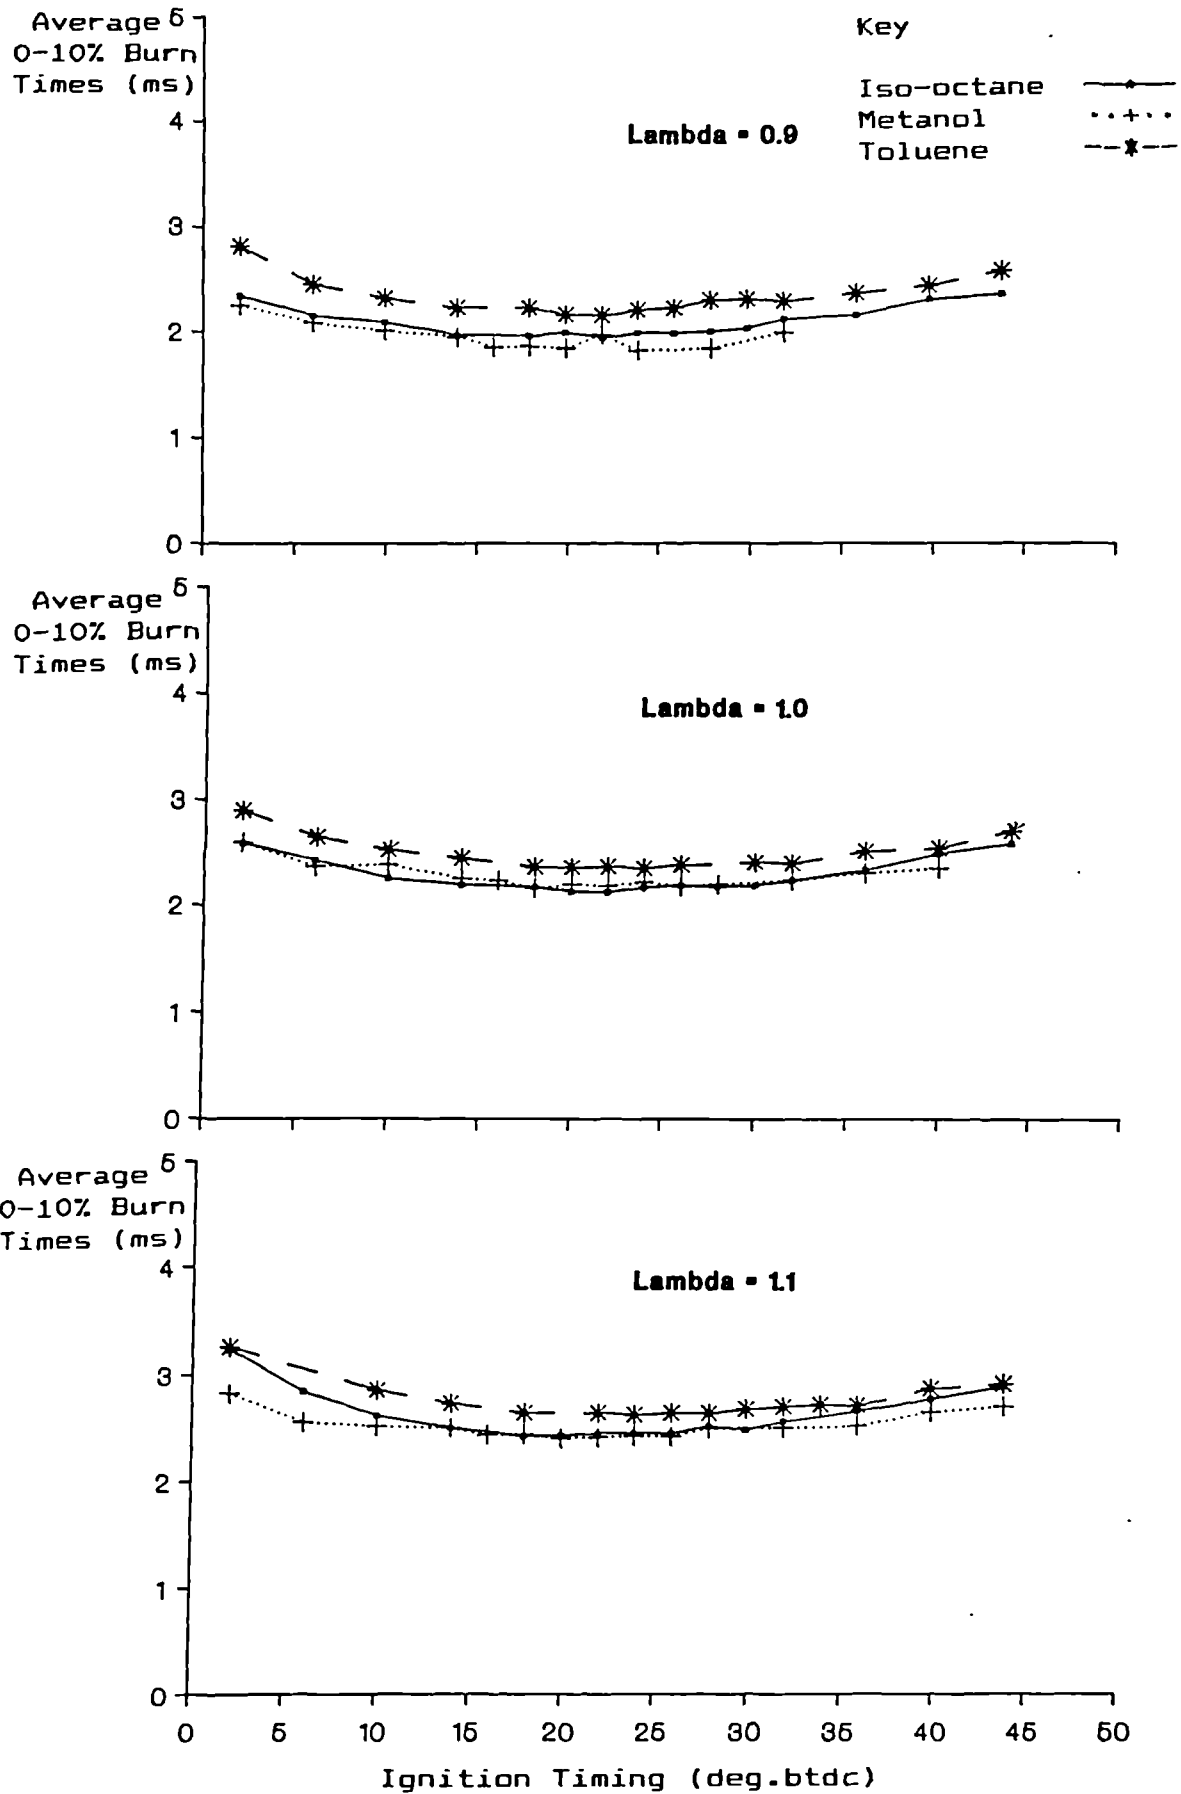 Average
0-10% Burn
Times (ms)
5
4
3
2
1
0
Lambda = 0.9
Key
Iso-octane
Metanol
Toluene
Average
0-10% Burn
Times (ms)
5
4
3
2
1
0
Lambda = 1.0
Average
0-10% Burn
Times (ms)
5
4
3
2
1
0
Lambda = 1.1
0 5 10 15 20 25 30 35 40 45 50
Ignition Timing (deg.btdc)